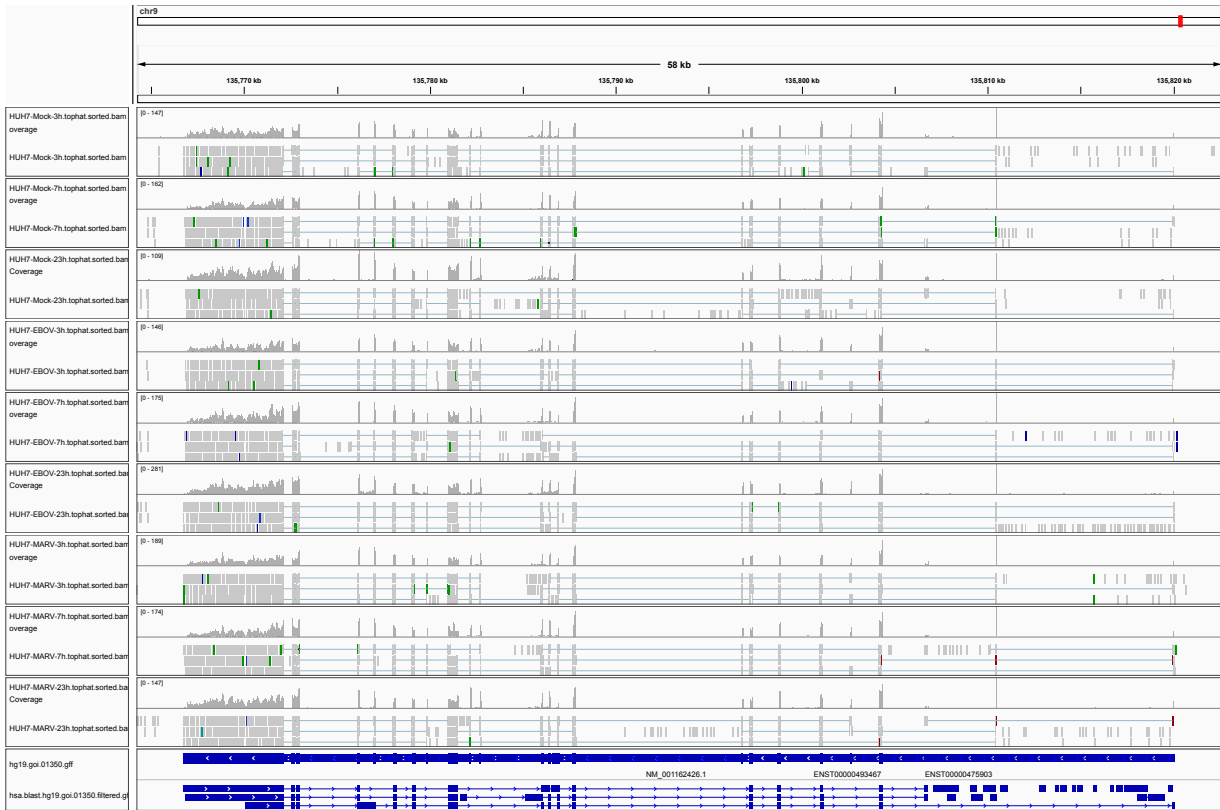 chr9
58 kb
135,770 kb 135,780 kb 135,790 kb 135,800 kb 135,810 kb 135,820 kb
HUH7-Mock-3h.tophat.sorted.bam
overage
[0 - 147]
HUH7-Mock-3h.tophat.sorted.bam
HUH7-Mock-7h.tophat.sorted.bam
overage
[0 - 162]
HUH7-Mock-7h.tophat.sorted.bam
HUH7-Mock-23h.tophat.sorted.bam
Coverage
[0 - 109]
HUH7-Mock-23h.tophat.sorted.bam
HUH7-EBOV-3h.tophat.sorted.bam
overage
[0 - 146]
HUH7-EBOV-3h.tophat.sorted.bam
HUH7-EBOV-7h.tophat.sorted.bam
overage
[0 - 175]
HUH7-EBOV-7h.tophat.sorted.bam
HUH7-EBOV-23h.tophat.sorted.ba
Coverage
[0 - 281]
HUH7-EBOV-23h.tophat.sorted.ba
HUH7-MARV-3h.tophat.sorted.bam
overage
[0 - 189]
HUH7-MARV-3h.tophat.sorted.bam
HUH7-MARV-7h.tophat.sorted.bam
overage
[0 - 174]
HUH7-MARV-7h.tophat.sorted.bam
HUH7-MARV-23h.tophat.sorted.ba
Coverage
[0 - 147]
HUH7-MARV-23h.tophat.sorted.ba
hg19.goi.01350.gff
NM_001162426.1 ENST00000493467 ENST00000475903
hsa.blast.hg19.goi.01350.filtered.gt